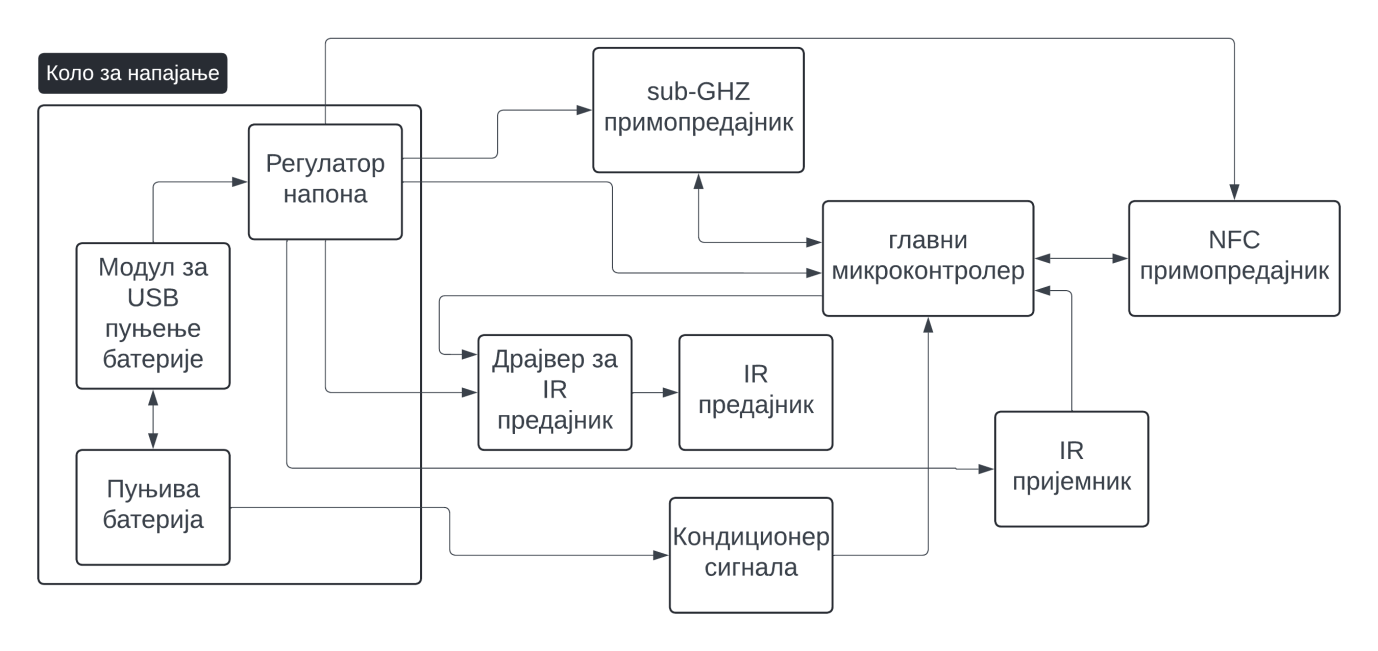 Коло за напајање
sub-GHZ
примопредајник
Регулатор
напона
главни
микроконтролер
NFC
примопредајник
Модул за
USB
пуњење
батерије
Драјвер за
IR
предајник
IR
предајник
IR
пријемник
Пуњива
батерија
Кондиционер
сигнала